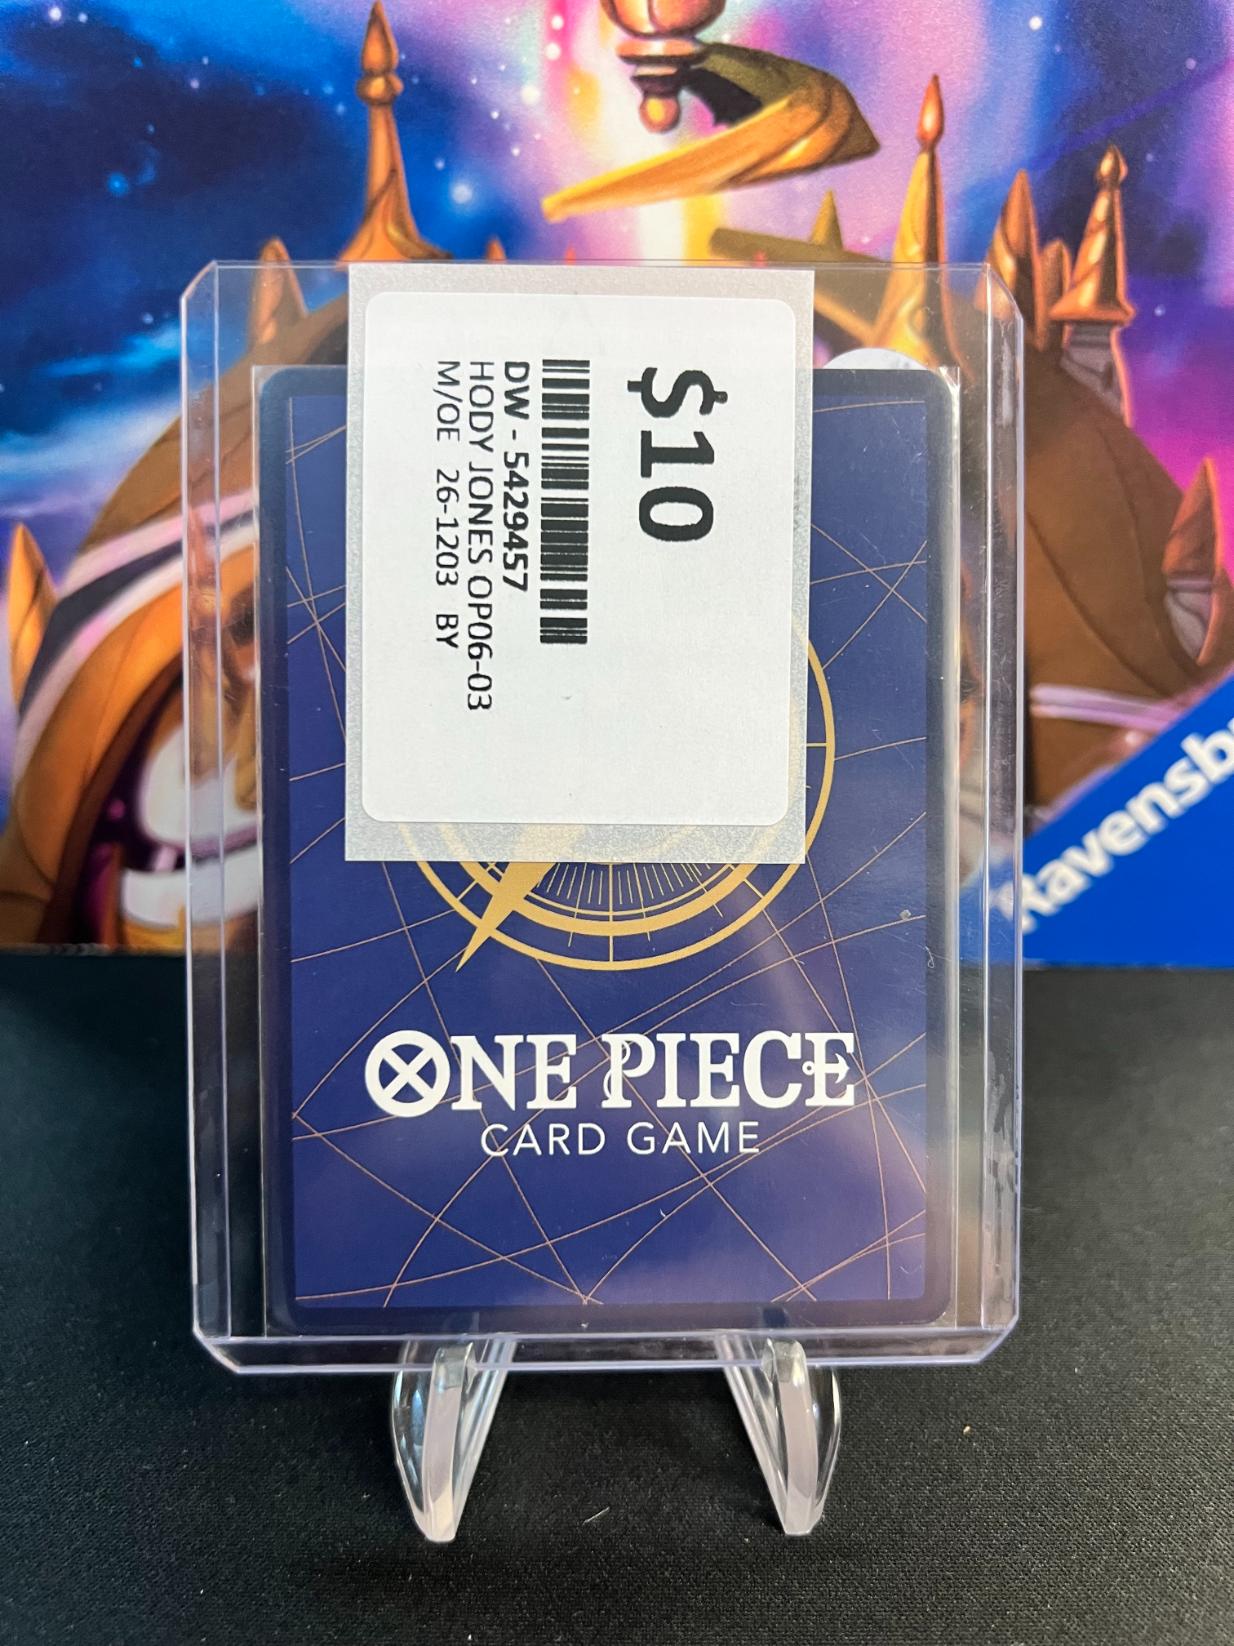 $10
DW - 5429457
HODY JONES OP06-03
M/OE 26-1203 BY
ONE PIECE
CARD GAME
Ravensb